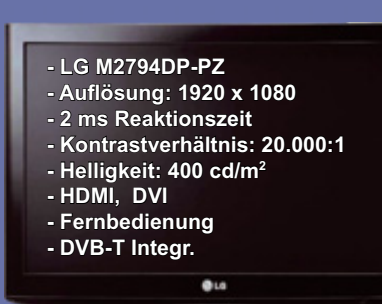 - LG M2794DP-PZ
- Auflösung: 1920 x 1080
- 2 ms Reaktionszeit
- Kontrastverhältnis: 20.000:1
- Helligkeit: 400 cd/m²
- HDMI,  DVI
- Fernbedienung
- DVB-T Integr.
LG